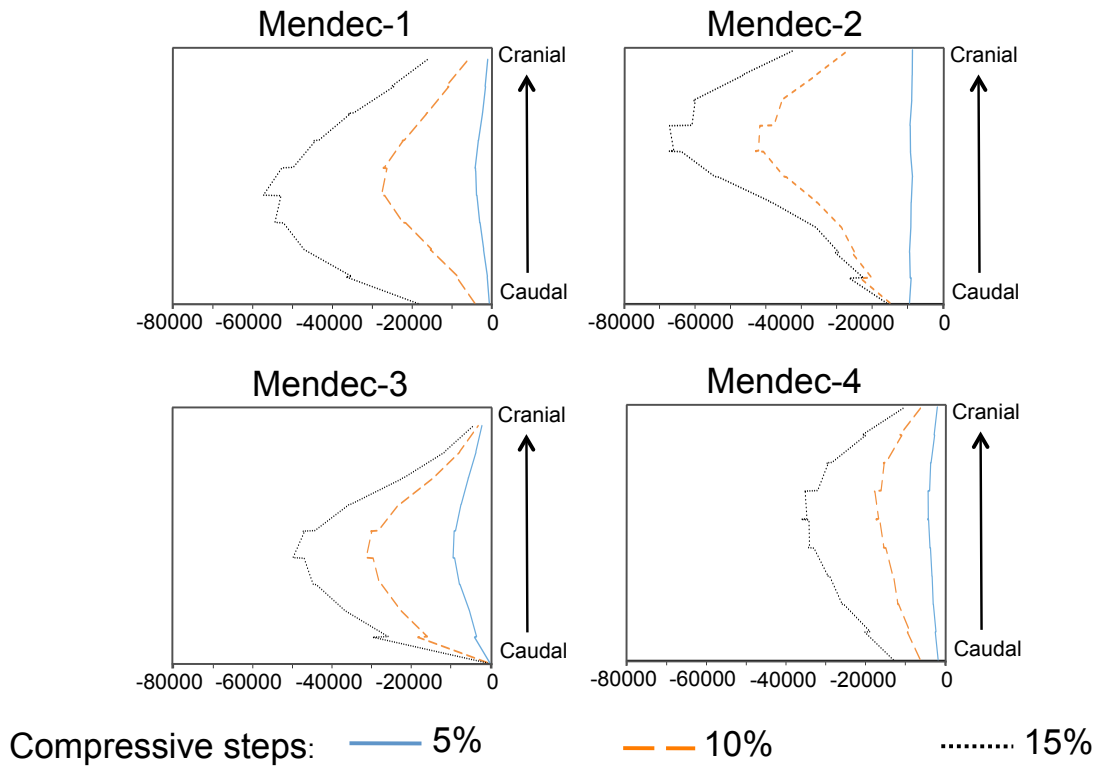 Mendec-1
Mendec-2
Cranial
Caudal
-80000 -60000 -40000 -20000 0
Cranial
Caudal
-80000 -60000 -40000 -20000 0
Mendec-3
Mendec-4
Cranial
Caudal
-80000 -60000 -40000 -20000 0
Cranial
Caudal
-80000 -60000 -40000 -20000 0
Compressive steps: 5% 10% 15%